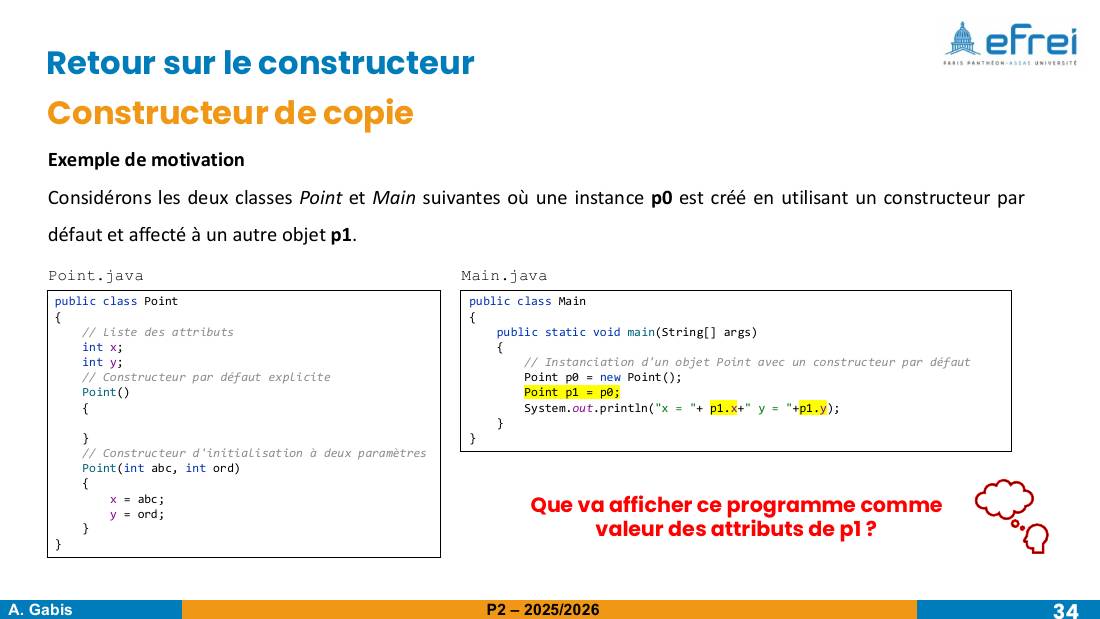 efrei
PARIS PANTHÉON-ASSAS UNIVERSITÉ
Retour sur le constructeur
Constructeur de copie
Exemple de motivation
Considérons les deux classes Point et Main suivantes où une instance p0 est créé en utilisant un constructeur par
défaut et affecté à un autre objet p1.
Point.java
public class Point
{
    // Liste des attributs
    int x;
    int y;
    // Constructeur par défaut explicite
    Point()
    {
    }
    // Constructeur d'initialisation à deux paramètres
    Point(int abc, int ord)
    {
        x = abc;
        y = ord;
    }
}
Main.java
public class Main
{
    public static void main(String[] args)
    {
        // Instanciation d'un objet Point avec un constructeur par défaut
        Point p0 = new Point();
        Point p1 = p0;
        System.out.println("x = "+ p1.x+" y = "+p1.y);
    }
}
Que va afficher ce programme comme
valeur des attributs de p1 ?
A. Gabis
P2 – 2025/2026
34